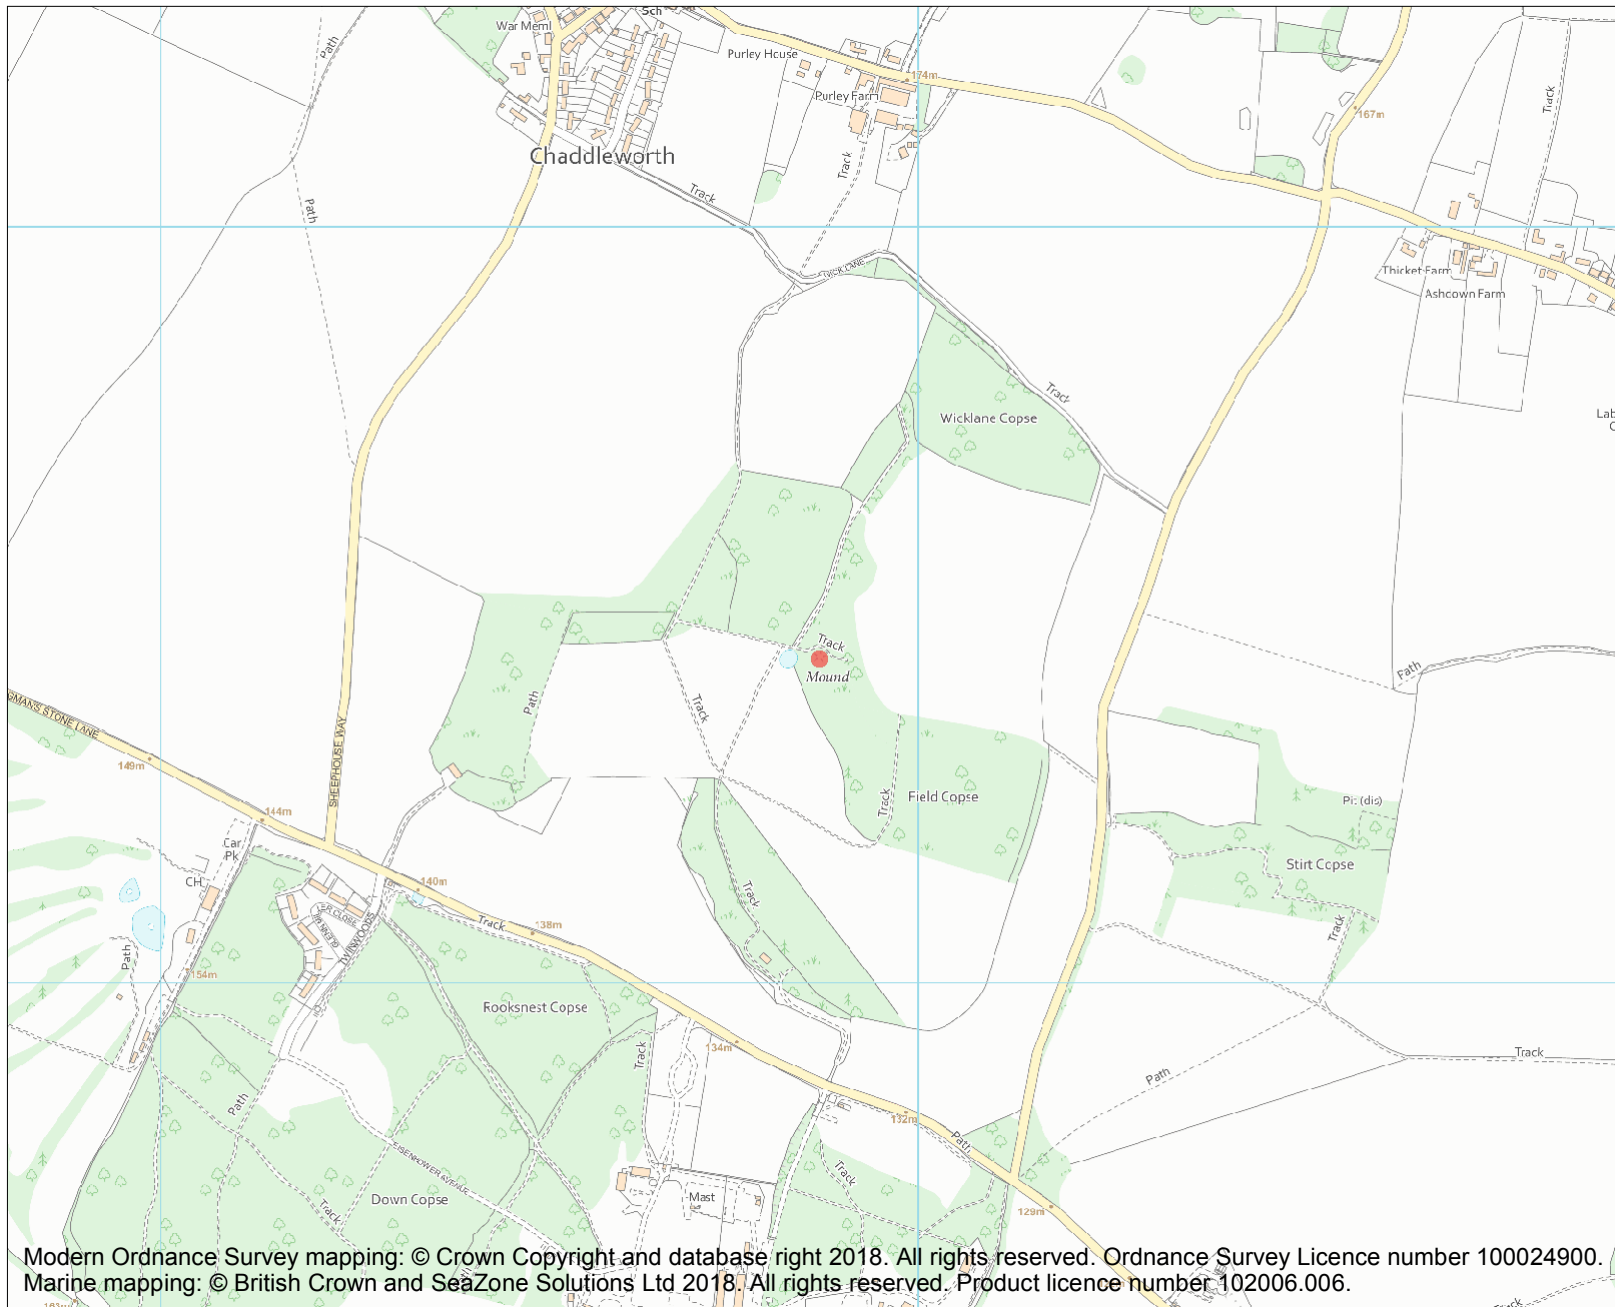 Sch
War Meml
Path
Purley House
174m
Purley Farm
167m
Track
Chaddleworth
Track
Track
Path
Thicket Farm
Ashdown Farm
Track
Wicklane Copse
Track
Mound
Path
Path
Track
SHEEPHOUSE WAY
149m
144m
Field Copse
Track
Pit (dis)
Car
Pk
Stirt Copse
CH
140m
Track
TWINWOODS
Track
138m
Track
Path
154m
Rooksnest Copse
134m
Track
Track
Path
Path
132m
Path
EISENHOWER AVENUE
Track
Down Copse
Track
Mast
129m
Modern Ordnance Survey mapping: © Crown Copyright and database right 2018. All rights reserved. Ordnance Survey Licence number 100024900.
Marine mapping: © British Crown and SeaZone Solutions Ltd 2018. All rights reserved. Product licence number 102006.006.